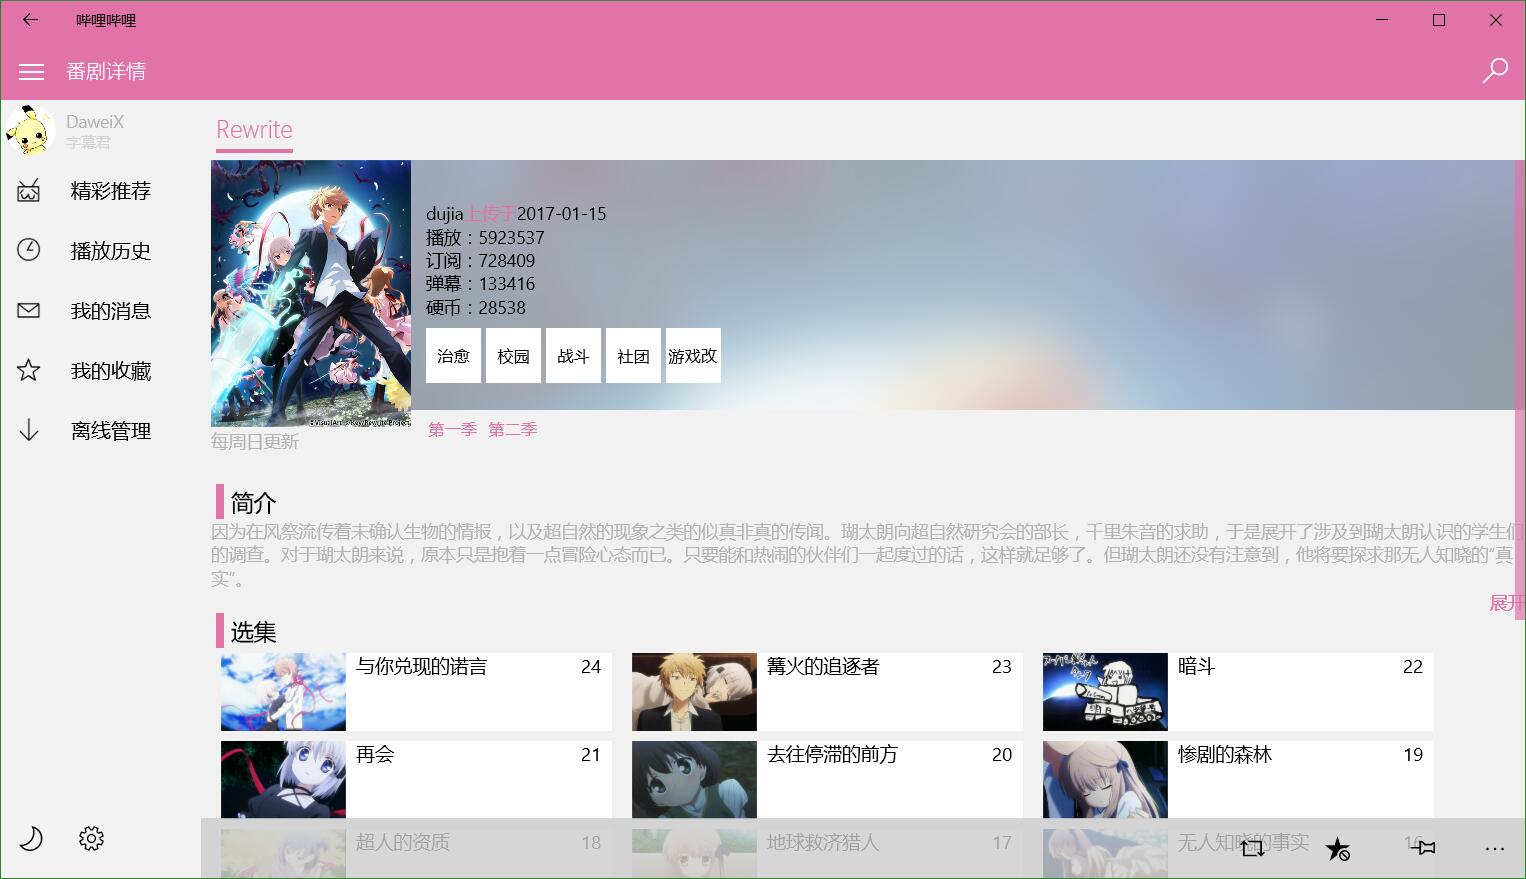 哔哩哔哩
番剧详情
DaweiX
字幕君
精彩推荐
播放历史
我的消息
我的收藏
离线管理
Rewrite
dujia上传于2017-01-15
播放：5923537
订阅：728409
弹幕：133416
硬币：28538
治愈 校园 战斗 社团 游戏改
©VisualArt's/Key/Rewrite Project
第一季 第二季
每周日更新
简介
因为在风祭流传着未确认生物的情报，以及超自然的现象之类的似真非真的传闻。瑚太朗向超自然研究会的部长，千里朱音的求助，于是展开了涉及到瑚太朗认识的学生们
的调查。对于瑚太朗来说，原本只是抱着一点冒险心态而已。只要能和热闹的伙伴们一起度过的话，这样就足够了。但瑚太朗还没有注意到，他将要探求那无人知晓的“真
实”。
展开
选集
与你兑现的诺言 24
篝火的追逐者 23
暗斗 22
再会 21
去往停滞的前方 20
惨剧的森林 19
超人的资质 18
地球救济猎人 17
无人知晓的事实 16